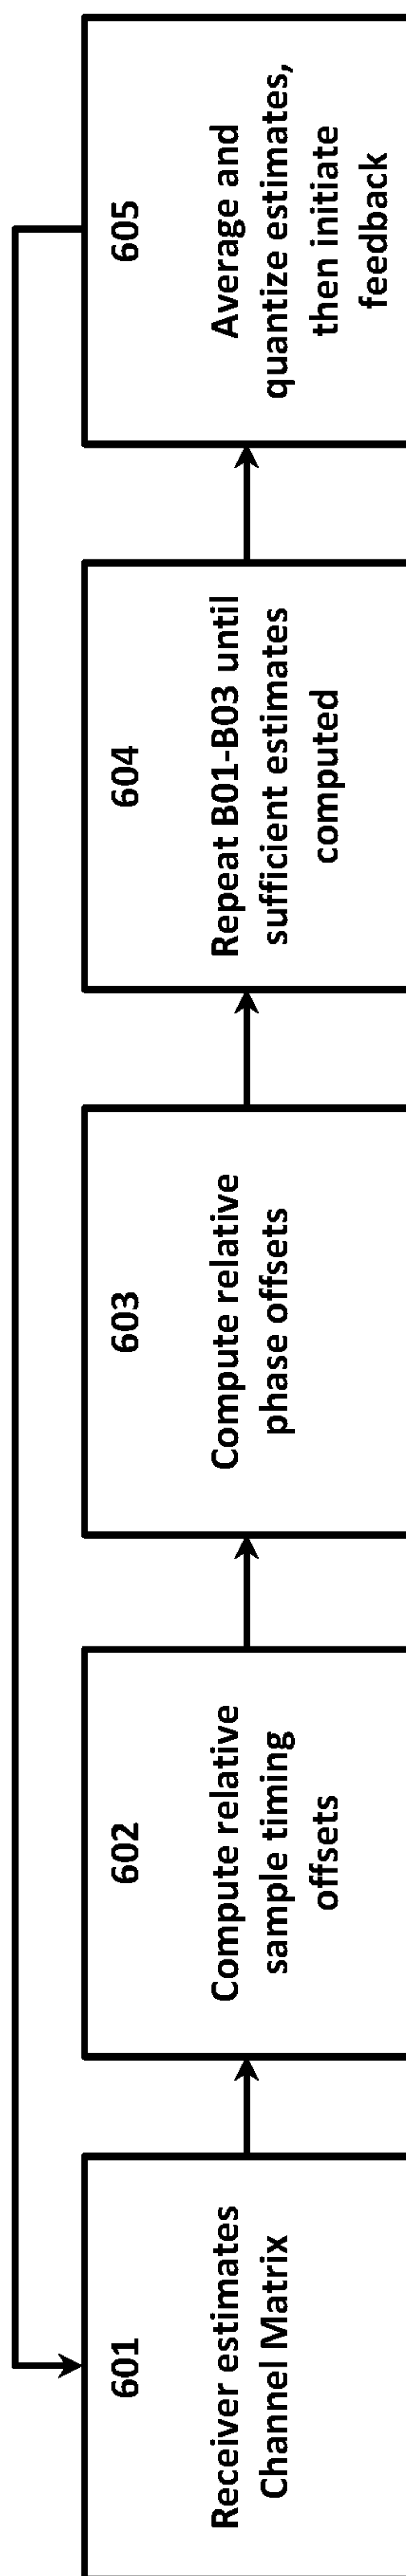 601
Receiver estimates
Channel Matrix
602
Compute relative
sample timing
offsets
603
Compute relative
phase offsets
604
Repeat B01-B03 until
sufficient estimates
computed
605
Average and
quantize estimates,
then initiate
feedback